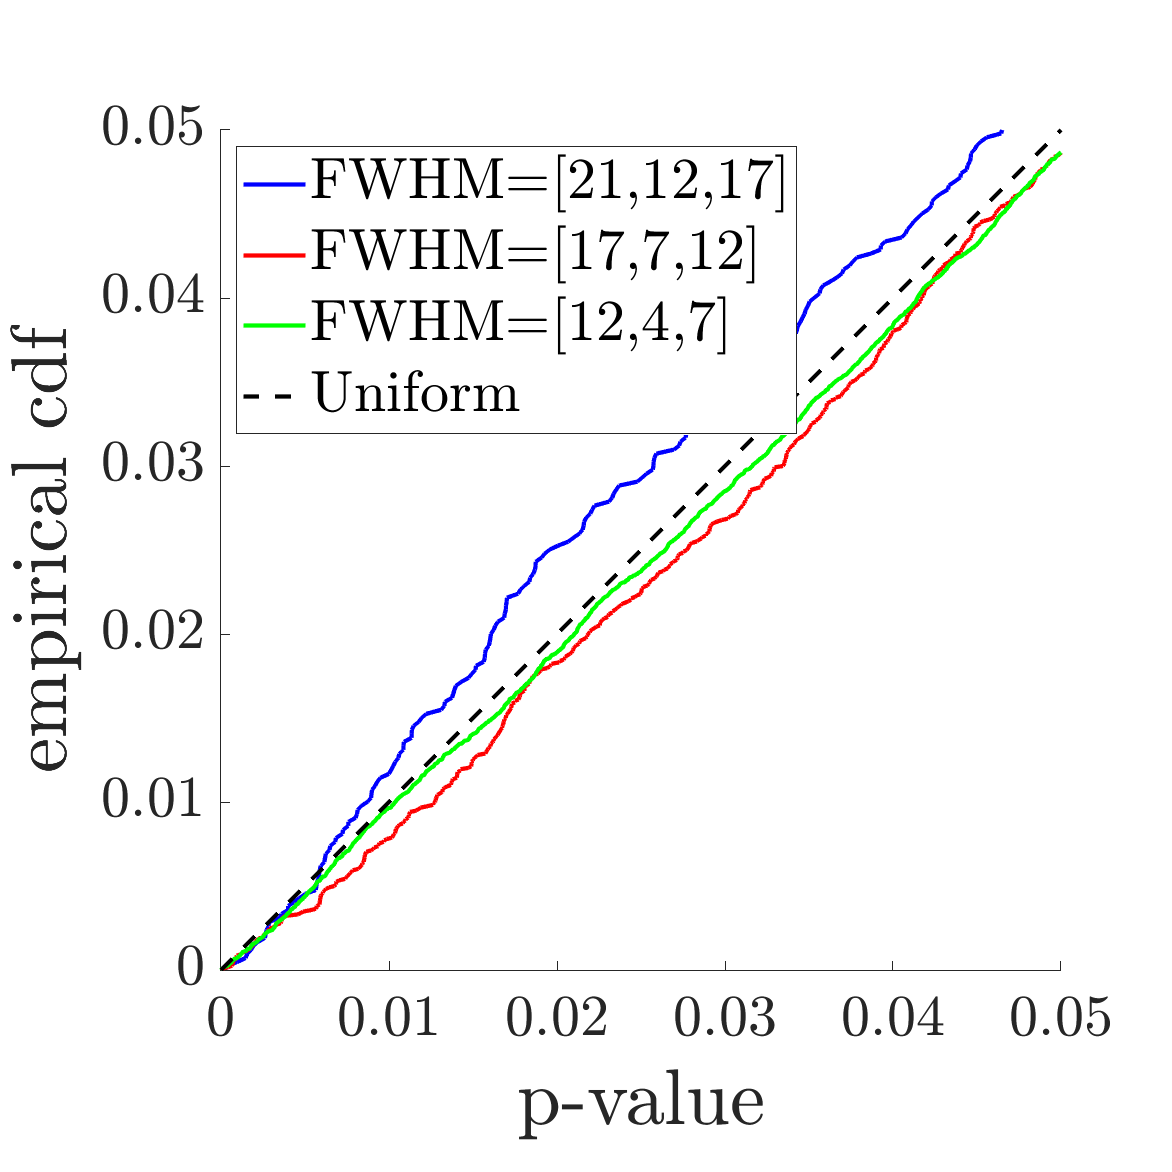 0.05
FWHM=[21,12,17]
FWHM=[17,7,12]
0.04
FWHM=[12,4,7]
Uniform
0.03
0.02
0.01
0
empirical cdf
0 0.01 0.02 0.03 0.04 0.05
p-value